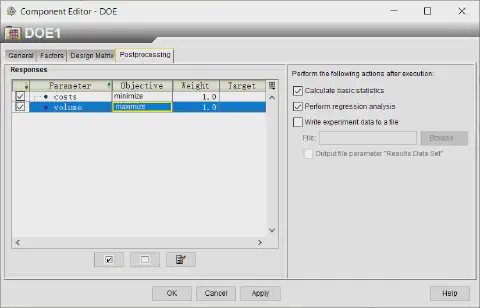 Component Editor - DOE
DOE1
General Factors Design Matrix Postprocessing
Responses
Parameter Objective Weight Target
costs minimize 1.0
volume maximize 1.0
Perform the following actions after execution:
Calculate basic statistics
Perform regression analysis
Write experiment data to a file
File: Browse
Output file parameter "Results Data Set"
OK Cancel Apply Help